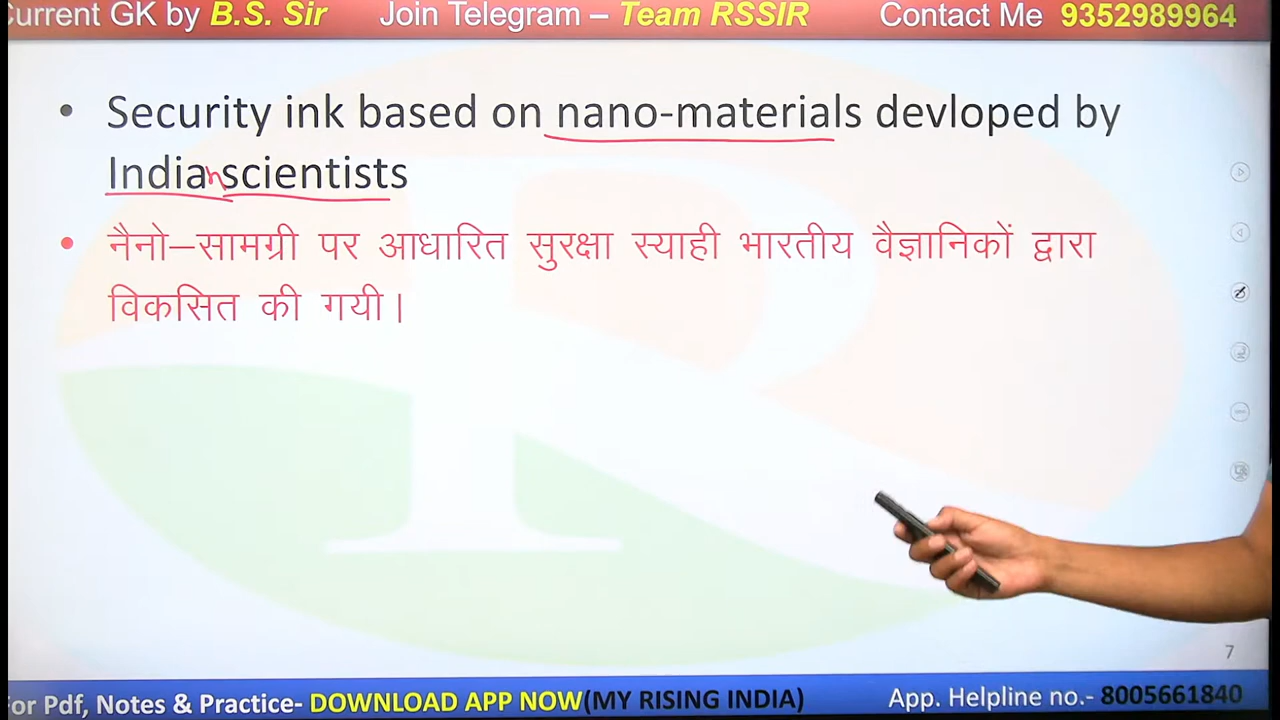 Current GK by B.S. Sir Join Telegram – Team RSSIR Contact Me 9352989964
• Security ink based on nano-materials devloped by
Indianscientists
• नैनो–सामग्री पर आधारित सुरक्षा स्याही भारतीय वैज्ञानिकों द्वारा
विकसित की गयी।
7
For Pdf, Notes & Practice- DOWNLOAD APP NOW(MY RISING INDIA) App. Helpline no.- 8005661840